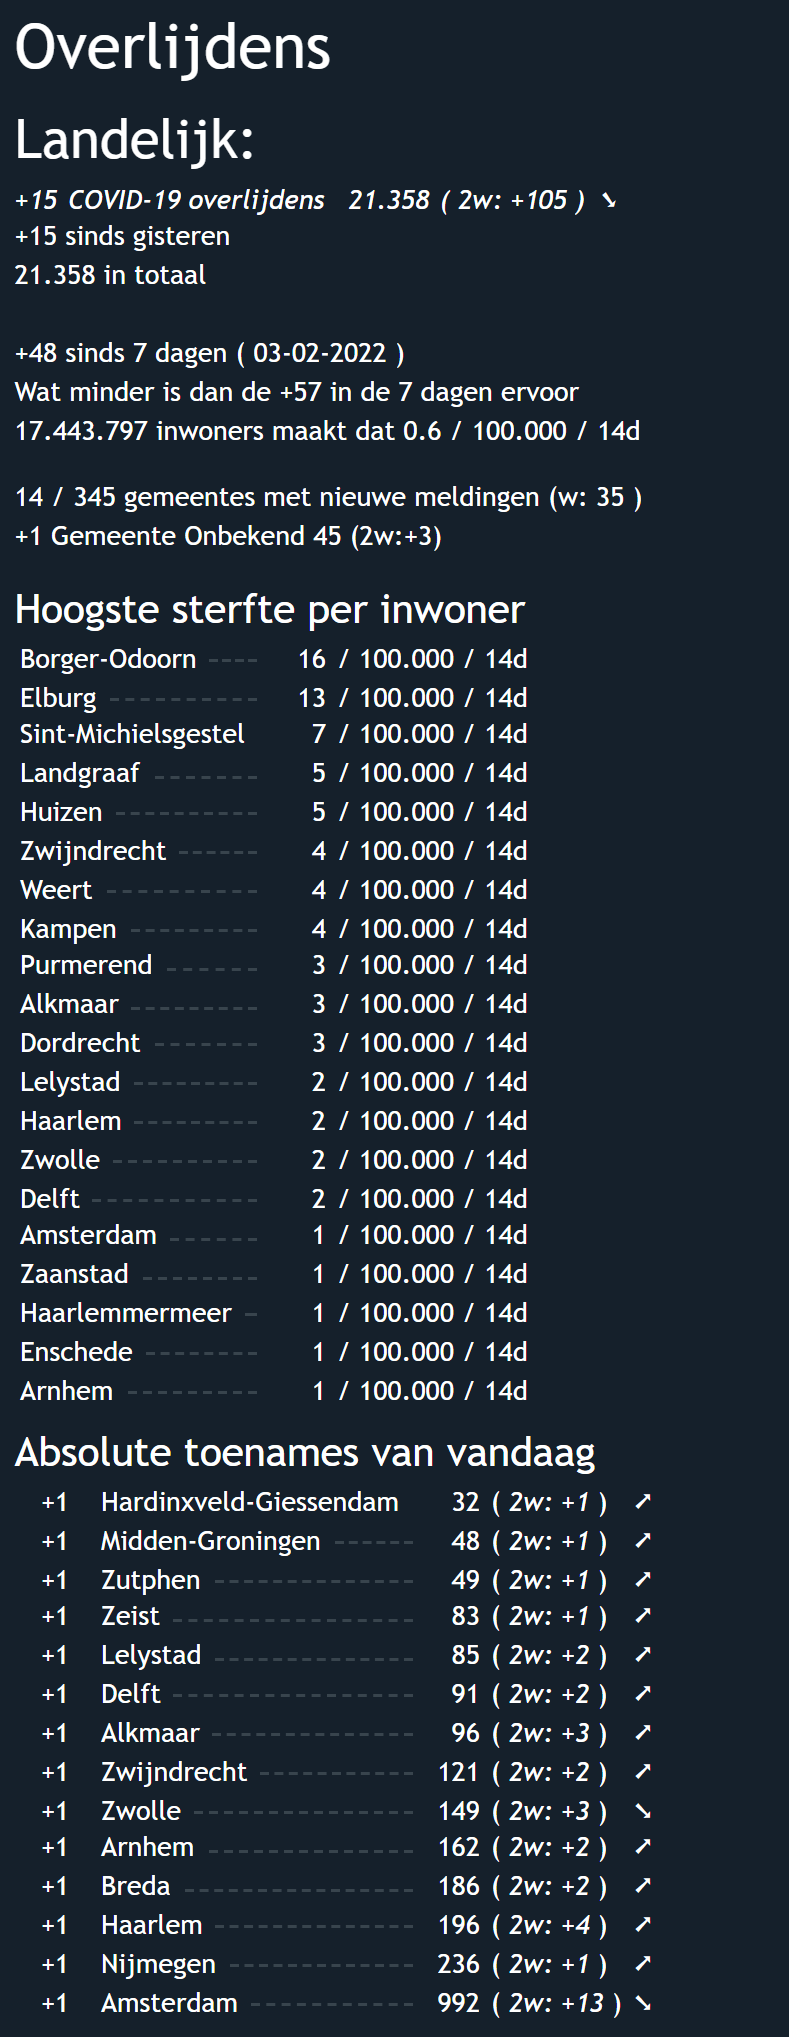 Overlijdens
Landelijk:
+15 COVID-19 overlijdens 21.358 ( 2w: +105 ) ➘
+15 sinds gisteren
21.358 in totaal
+48 sinds 7 dagen ( 03-02-2022 )
Wat minder is dan de +57 in de 7 dagen ervoor
17.443.797 inwoners maakt dat 0.6 / 100.000 / 14d
14 / 345 gemeentes met nieuwe meldingen (w: 35 )
+1 Gemeente Onbekend 45 (2w:+3)
Hoogste sterfte per inwoner
Borger-Odoorn ---- 16 / 100.000 / 14d
Elburg ---------- 13 / 100.000 / 14d
Sint-Michielsgestel 7 / 100.000 / 14d
Landgraaf ------- 5 / 100.000 / 14d
Huizen ---------- 5 / 100.000 / 14d
Zwijndrecht ------ 4 / 100.000 / 14d
Weert ----------- 4 / 100.000 / 14d
Kampen --------- 4 / 100.000 / 14d
Purmerend ------ 3 / 100.000 / 14d
Alkmaar --------- 3 / 100.000 / 14d
Dordrecht ------- 3 / 100.000 / 14d
Lelystad --------- 2 / 100.000 / 14d
Haarlem --------- 2 / 100.000 / 14d
Zwolle ---------- 2 / 100.000 / 14d
Delft ----------- 2 / 100.000 / 14d
Amsterdam ------ 1 / 100.000 / 14d
Zaanstad -------- 1 / 100.000 / 14d
Haarlemmermeer - 1 / 100.000 / 14d
Enschede -------- 1 / 100.000 / 14d
Arnhem --------- 1 / 100.000 / 14d
Absolute toenames van vandaag
+1 Hardinxveld-Giessendam 32 ( 2w: +1 ) ➚
+1 Midden-Groningen ------ 48 ( 2w: +1 ) ➚
+1 Zutphen -------------- 49 ( 2w: +1 ) ➚
+1 Zeist ---------------- 83 ( 2w: +1 ) ➚
+1 Lelystad -------------- 85 ( 2w: +2 ) ➚
+1 Delft ---------------- 91 ( 2w: +2 ) ➚
+1 Alkmaar -------------- 96 ( 2w: +3 ) ➚
+1 Zwijndrecht ----------- 121 ( 2w: +2 ) ➚
+1 Zwolle --------------- 149 ( 2w: +3 ) ➘
+1 Arnhem ------------- 162 ( 2w: +2 ) ➚
+1 Breda ---------------- 186 ( 2w: +2 ) ➚
+1 Haarlem -------------- 196 ( 2w: +4 ) ➚
+1 Nijmegen ------------- 236 ( 2w: +1 ) ➚
+1 Amsterdam ----------- 992 ( 2w: +13 ) ➘